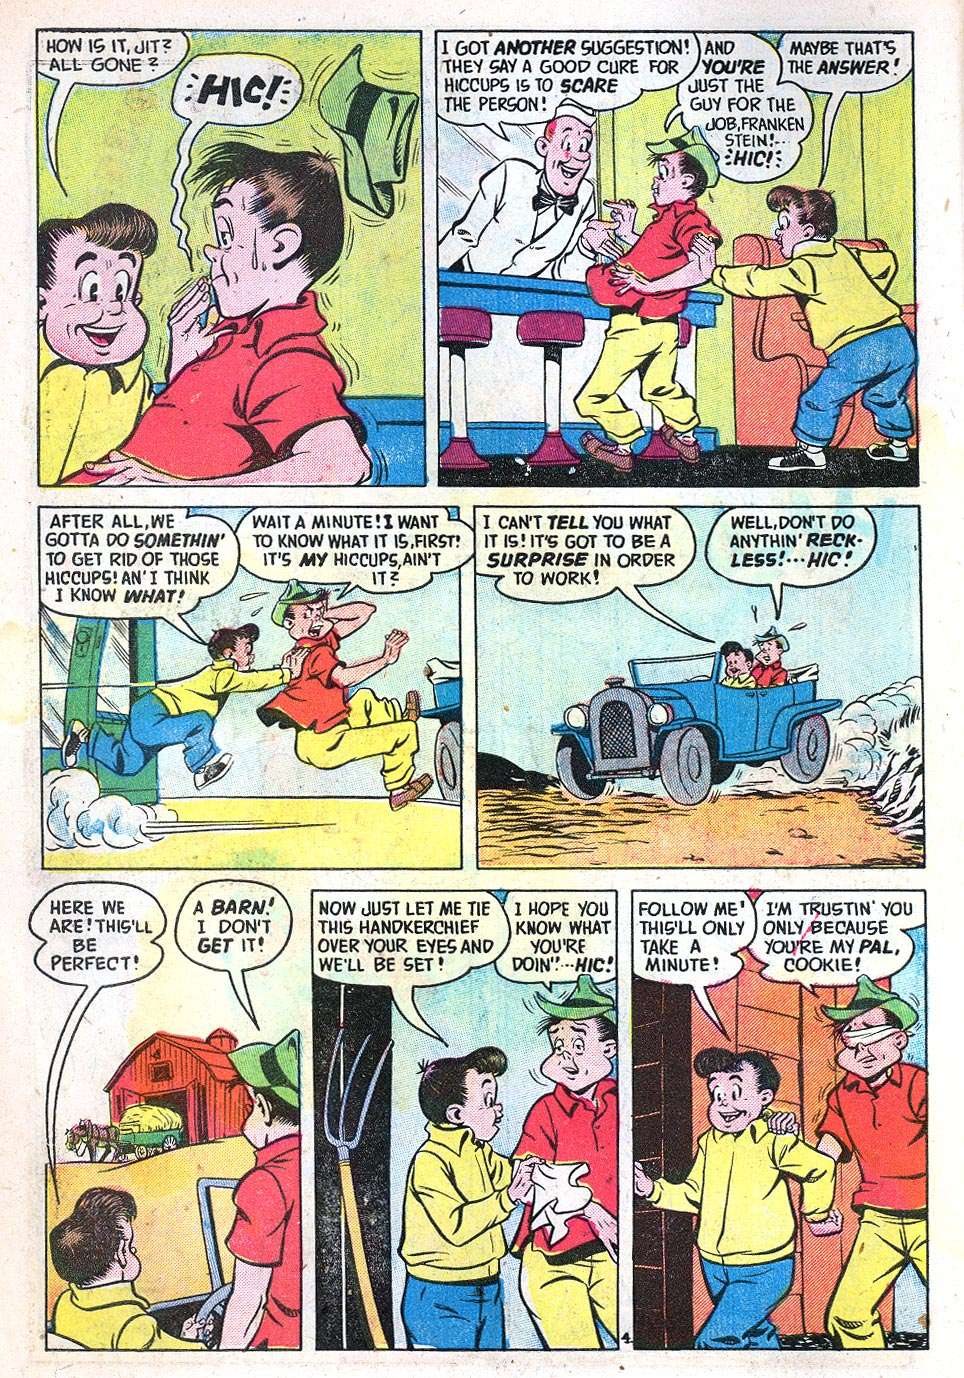 HOW IS IT, JIT?
ALL GONE?
HIC!
I GOT ANOTHER SUGGESTION!
THEY SAY A GOOD CURE FOR
HICCUPS IS TO SCARE
THE PERSON!
AND
YOU'RE
JUST THE
GUY FOR THE
JOB, FRANKEN
STEIN!--
HIC!
MAYBE THAT'S
THE ANSWER!
AFTER ALL, WE
GOTTA DO SOMETHIN'
TO GET RID OF THOSE
HICCUPS! AN' I THINK
I KNOW WHAT!
WAIT A MINUTE! I WANT
TO KNOW WHAT IT IS, FIRST!
IT'S MY HICCUPS, AIN'T
IT?
I CAN'T TELL YOU WHAT
IT IS! IT'S GOT TO BE A
SURPRISE IN ORDER
TO WORK!
WELL, DON'T DO
ANYTHIN' RECK-
LESS!---HIC!
HERE WE
ARE! THIS'LL
BE
PERFECT!
A BARN!
I DON'T
GET IT!
NOW JUST LET ME TIE
THIS HANDKERCHIEF
OVER YOUR EYES AND
WE'LL BE SET!
I HOPE YOU
KNOW WHAT
YOU'RE
DOIN'!--HIC!
4
FOLLOW ME!
THIS'LL ONLY
TAKE A
MINUTE!
I'M TRUSTIN' YOU
ONLY BECAUSE
YOU'RE MY PAL,
COOKIE!